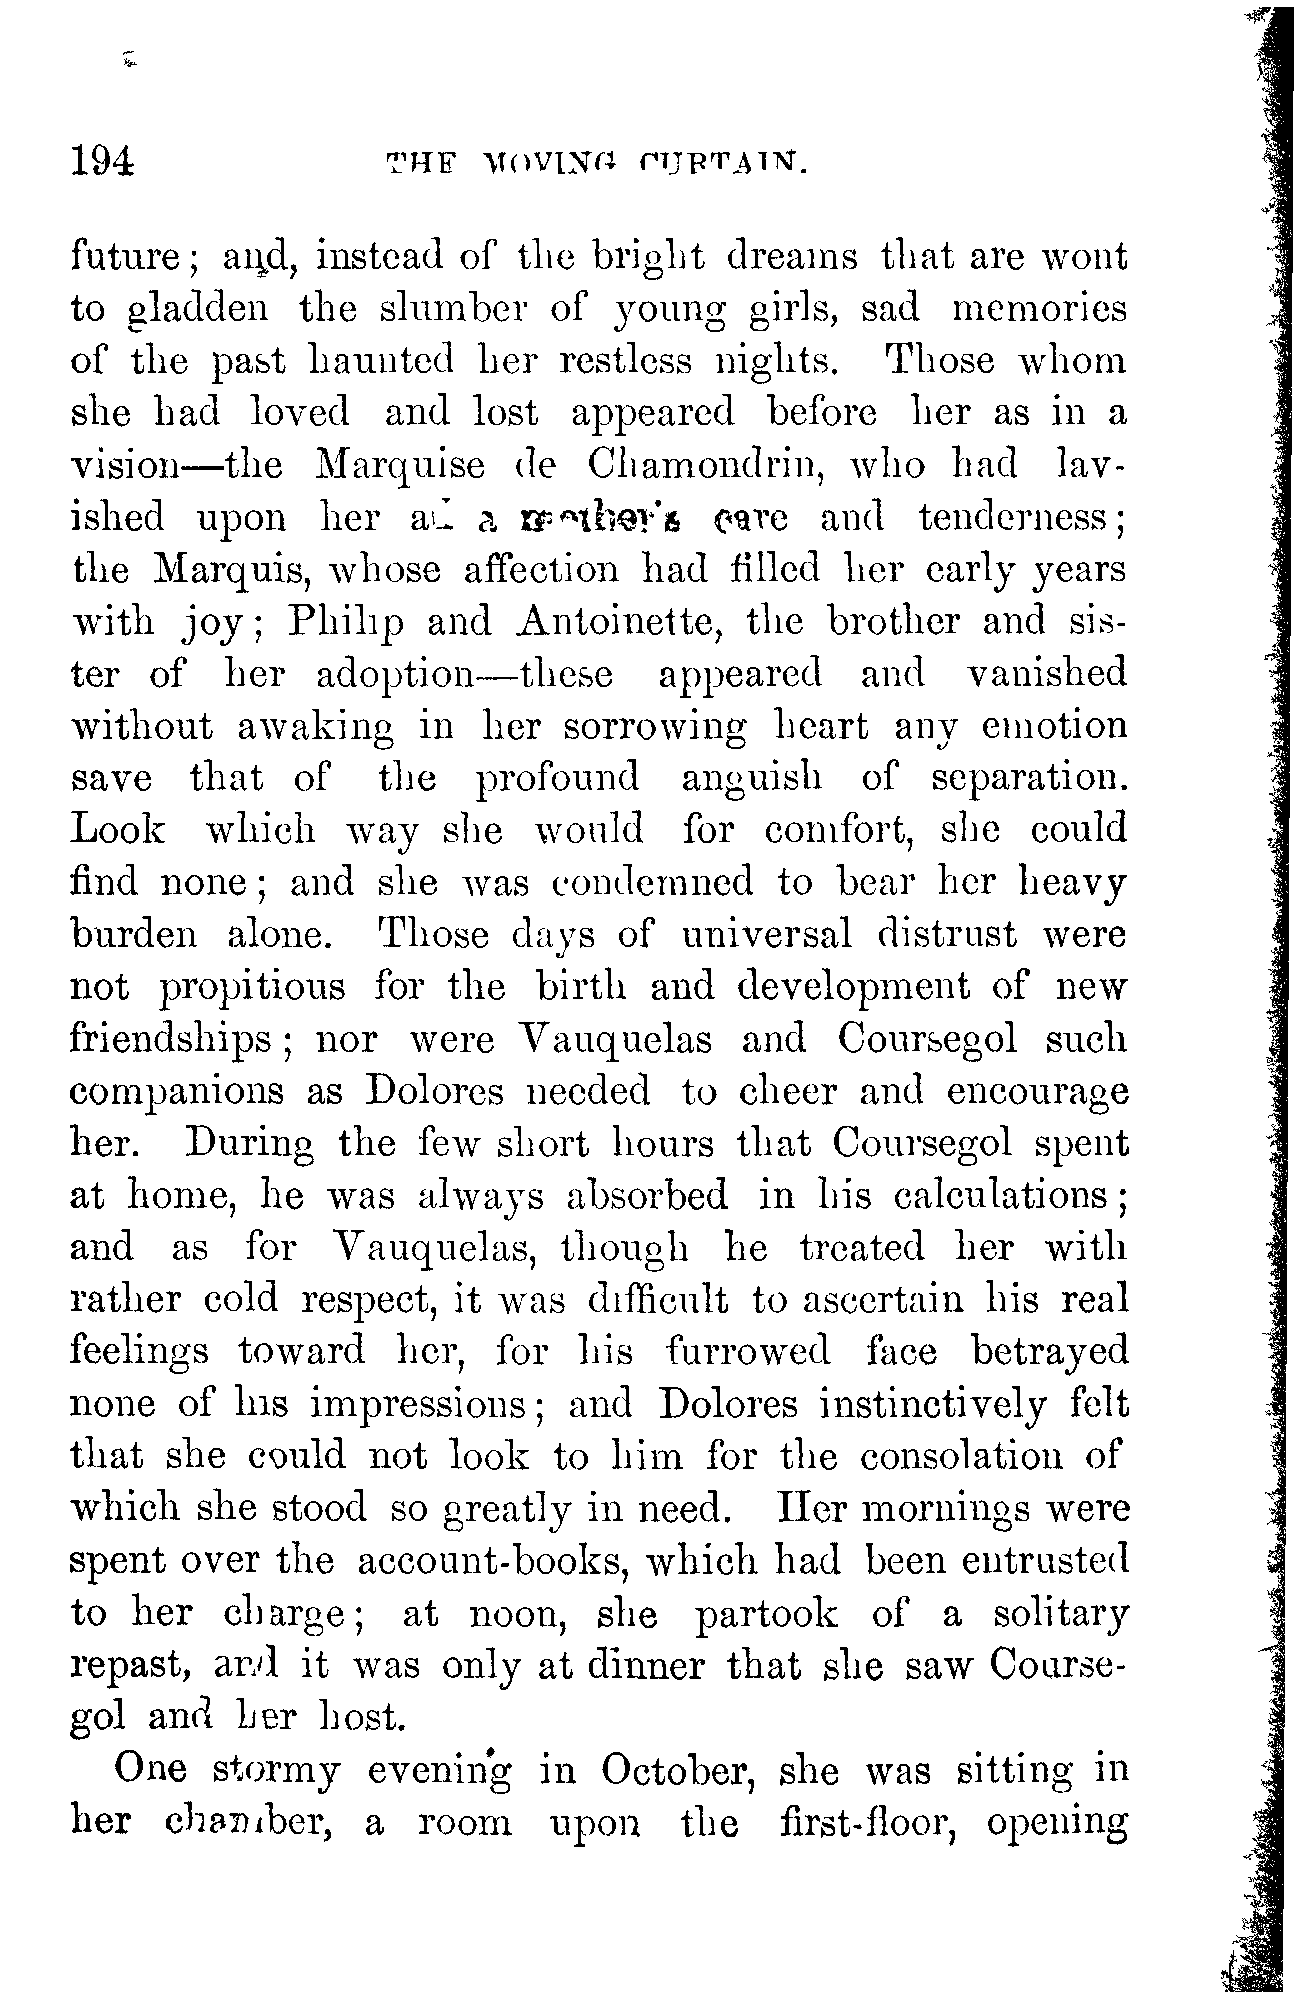 194 THE MOVING CURTAIN.
future; and, instead of the bright dreams that are wont
to gladden the slumber of young girls, sad memories
of the past haunted her restless nights. Those whom
she had loved and lost appeared before her as in a
vision—the Marquise de Chamondrin, who had lav-
ished upon her all a mother's care and tenderness;
the Marquis, whose affection had filled her early years
with joy; Philip and Antoinette, the brother and sis-
ter of her adoption—these appeared and vanished
without awaking in her sorrowing heart any emotion
save that of the profound anguish of separation.
Look which way she would for comfort, she could
find none; and she was condemned to bear her heavy
burden alone. Those days of universal distrust were
not propitious for the birth and development of new
friendships; nor were Vauquelas and Coursegol such
companions as Dolores needed to cheer and encourage
her. During the few short hours that Coursegol spent
at home, he was always absorbed in his calculations;
and as for Vauquelas, though he treated her with
rather cold respect, it was difficult to ascertain his real
feelings toward her, for his furrowed face betrayed
none of his impressions; and Dolores instinctively felt
that she could not look to him for the consolation of
which she stood so greatly in need. Her mornings were
spent over the account-books, which had been entrusted
to her charge; at noon, she partook of a solitary
repast, and it was only at dinner that she saw Course-
gol and her host.
One stormy evening in October, she was sitting in
her chamber, a room upon the first-floor, opening